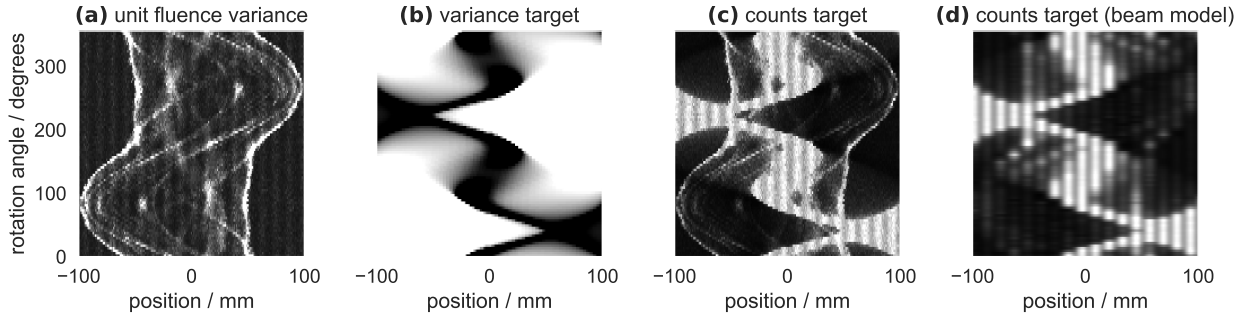 (a) unit fluence variance
(b) variance target
(c) counts target
(d) counts target (beam model)
rotation angle / degrees
300
200
100
0
−100 0 100
−100 0 100
−100 0 100
−100 0 100
position / mm
position / mm
position / mm
position / mm